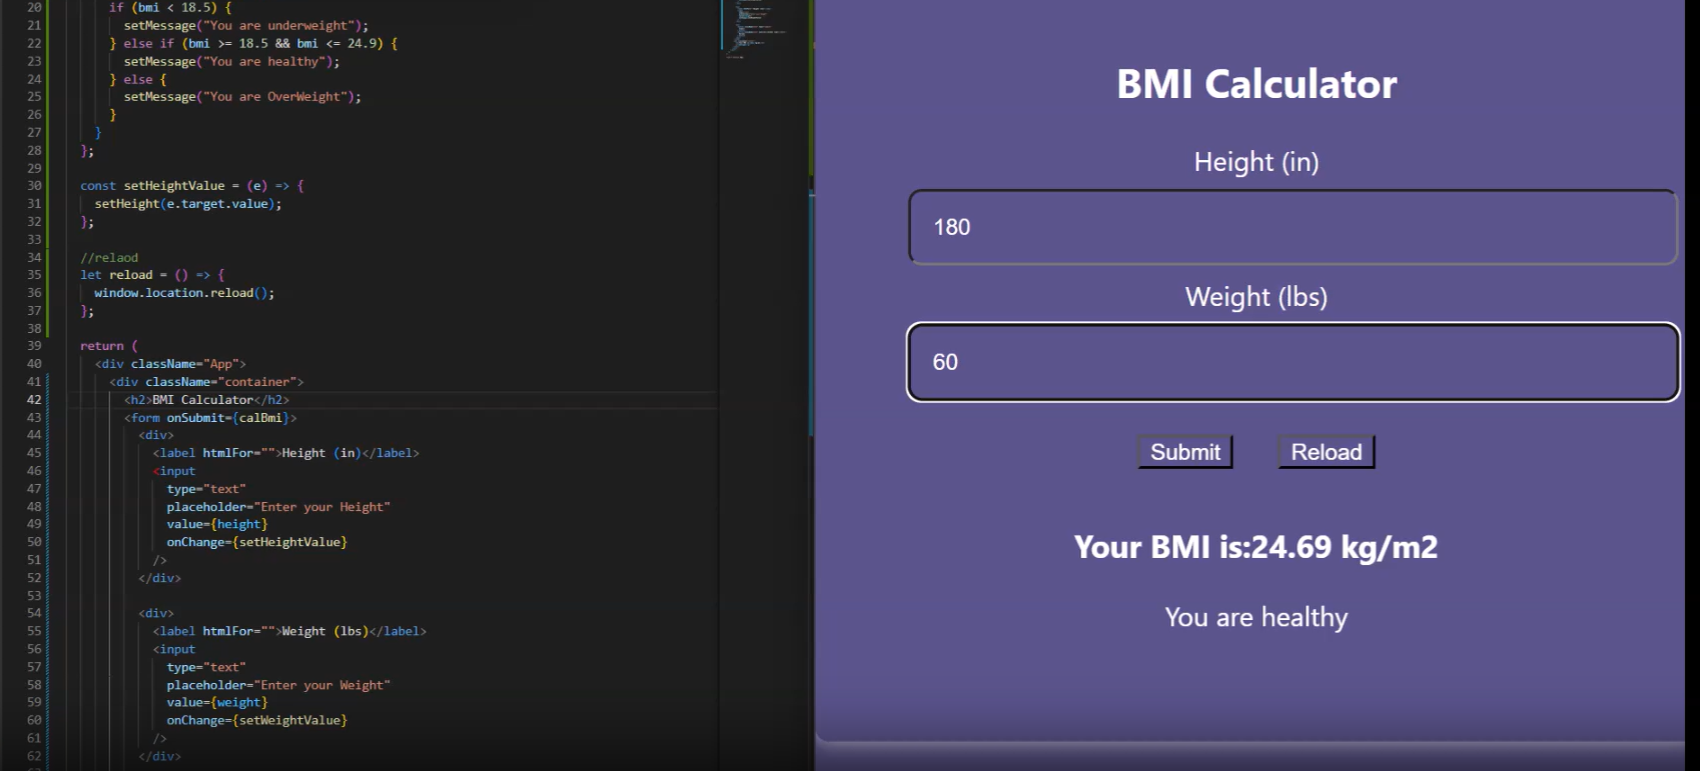 20 if (bmi < 18.5) {
21 setMessage("You are underweight");
22 } else if (bmi >= 18.5 && bmi <= 24.9) {
23 setMessage("You are healthy");
24 } else {
25 setMessage("You are OverWeight");
26 }
27 }
28 };
29
30 const setHeightValue = (e) => {
31 setHeight(e.target.value);
32 };
33
34 //relaod
35 let reload = () => {
36 window.location.reload();
37 };
38
39 return (
40 <div className="App">
41 <div className="container">
42 <h2>BMI Calculator</h2>
43 <form onSubmit={calBmi}>
44 <div>
45 <label htmlFor="">Height (in)</label>
46 <input
47 type="text"
48 placeholder="Enter your Height"
49 value={height}
50 onChange={setHeightValue}
51 />
52 </div>
53
54 <div>
55 <label htmlFor="">Weight (lbs)</label>
56 <input
57 type="text"
58 placeholder="Enter your Weight"
59 value={weight}
60 onChange={setWeightValue}
61 />
62 </div>
BMI Calculator
Height (in)
180
Weight (lbs)
60
Submit Reload
Your BMI is:24.69 kg/m2
You are healthy